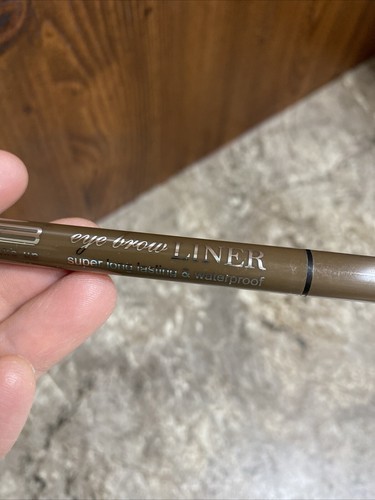 eye brow LINER
super long lasting & waterproof